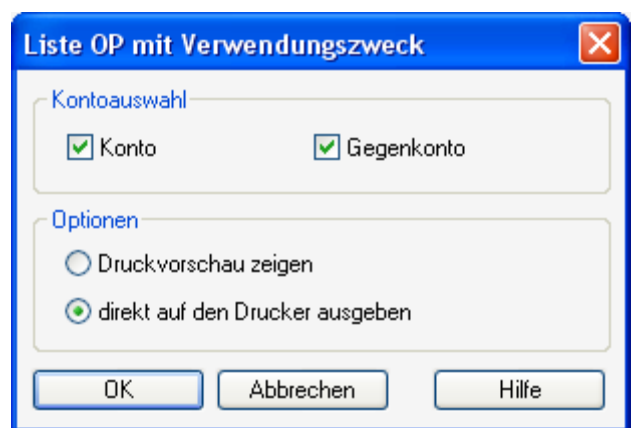 Liste OP mit Verwendungszweck
Kontoauswahl
Konto Gegenkonto
Optionen
Druckvorschau zeigen
direkt auf den Drucker ausgeben
OK Abbrechen Hilfe